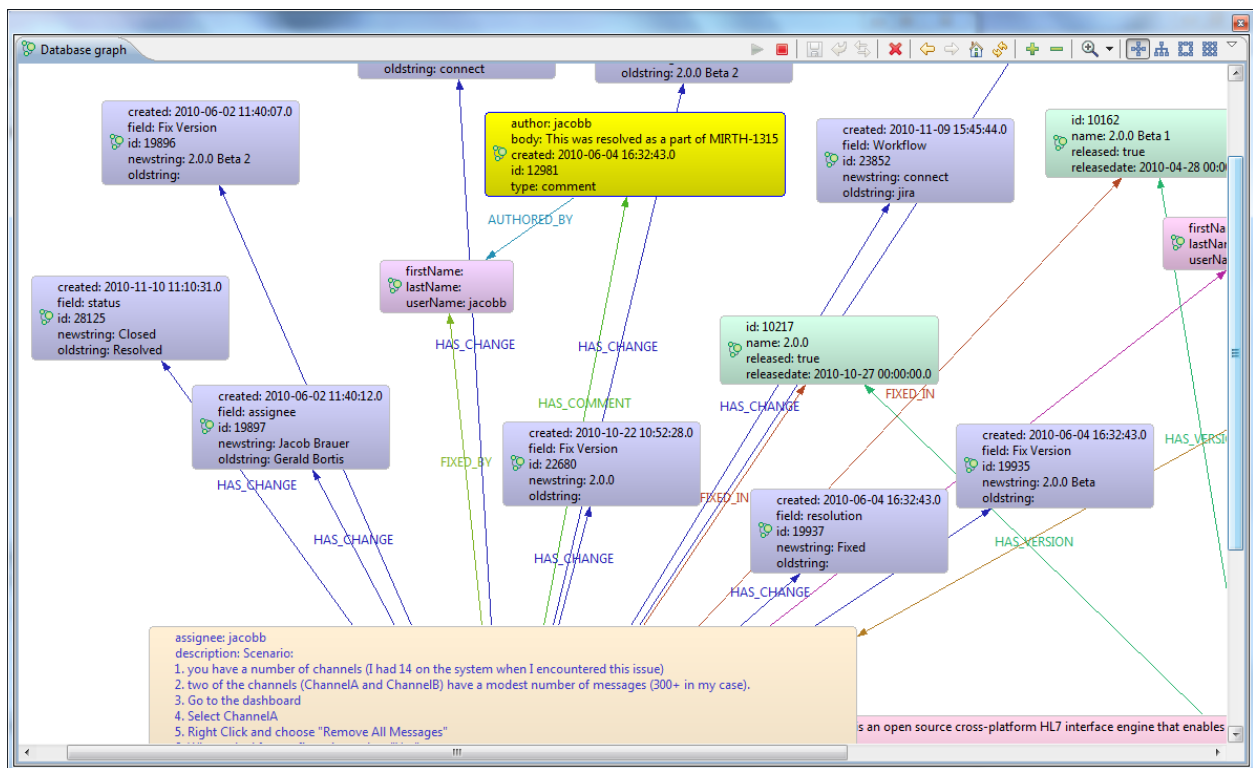 Database graph
oldstring: connect
oldstring: 2.0.0 Beta 2
created: 2010-06-02 11:40:07.0
field: Fix Version
id: 19896
newstring: 2.0.0 Beta 2
oldstring:
author: jacobb
body: This was resolved as a part of MIRTH-1315
created: 2010-06-04 16:32:43.0
id: 12981
type: comment
created: 2010-11-09 15:45:44.0
field: Workflow
id: 23852
newstring: connect
oldstring: jira
id: 10162
name: 2.0.0 Beta 1
released: true
releasedate: 2010-04-28 00:00
AUTHORED_BY
firstName:
lastName:
userName: jacobb
firstNa
lastNar
userNa
created: 2010-11-10 11:10:31.0
field: status
id: 28125
newstring: Closed
oldstring: Resolved
HAS_CHANGE
HAS_CHANGE
id: 10217
name: 2.0.0
released: true
releasedate: 2010-10-27 00:00:00.0
created: 2010-06-02 11:40:12.0
field: assignee
id: 19897
newstring: Jacob Brauer
oldstring: Gerald Bortis
HAS_COMMENT
HAS_CHANGE
FIXED_IN
created: 2010-10-22 10:52:28.0
field: Fix Version
id: 22680
newstring: 2.0.0
oldstring:
created: 2010-06-04 16:32:43.0
field: Fix Version
id: 19935
newstring: 2.0.0 Beta
oldstring:
HAS_VERSIO
FIXED_BY
HAS_CHANGE
FIXED_IN
created: 2010-06-04 16:32:43.0
field: resolution
id: 19937
newstring: Fixed
oldstring:
HAS_CHANGE
HAS_VERSION
HAS_CHANGE
HAS_CHANGE
assignee: jacobb
description: Scenario:
1. you have a number of channels (I had 14 on the system when I encountered this issue)
2. two of the channels (ChannelA and ChannelB) have a modest number of messages (300+ in my case).
3. Go to the dashboard
4. Select ChannelA
5. Right Click and choose "Remove All Messages"
s an open source cross-platform HL7 interface engine that enables